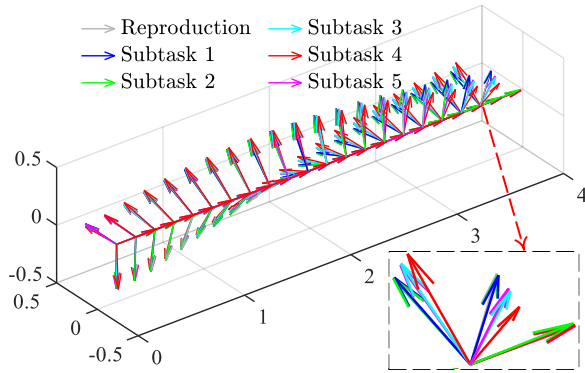 Reproduction
Subtask 3
Subtask 1
Subtask 4
Subtask 2
Subtask 5
0.5
0
-0.5
0.5
0
-0.5
0
1
2
3
4